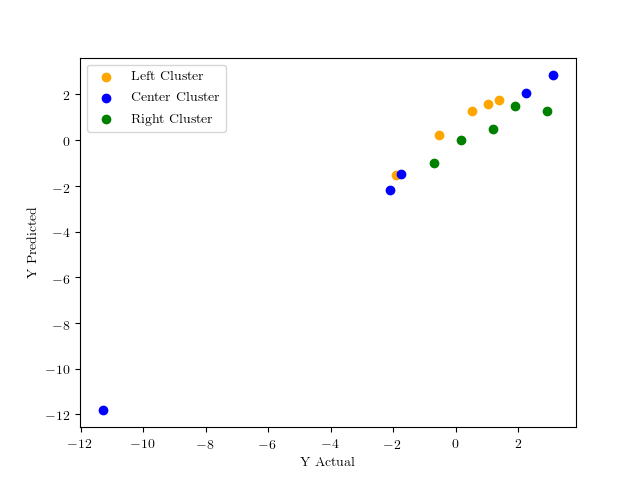 Left Cluster
Center Cluster
Right Cluster
2
0
−2
−4
−6
−8
−10
−12
Y Predicted
−12 −10 −8 −6 −4 −2 0 2
Y Actual